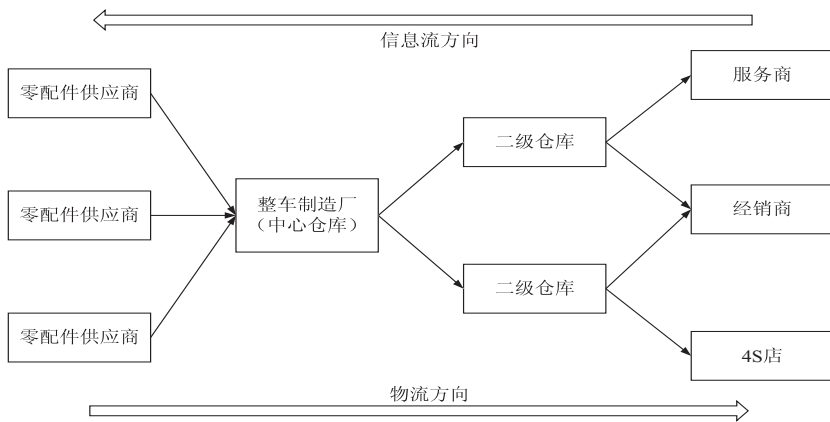 信息流方向
零配件供应商
零配件供应商
零配件供应商
整车制造厂
（中心仓库）
二级仓库
二级仓库
服务商
经销商
4S店
物流方向